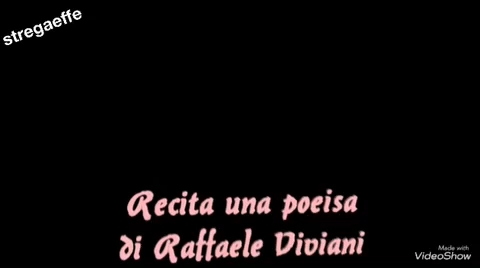 stregaeffe
Recita una poeisa
di Raffaele Viviani
Made with
VideoShow